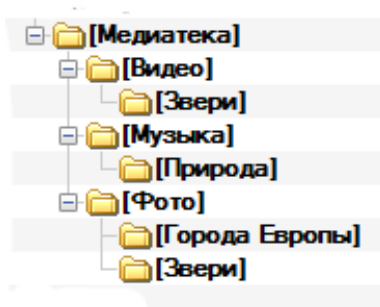 [Медиатека]
[Видео]
[Звери]
[Музыка]
[Природа]
[Фото]
[Города Европы]
[Звери]